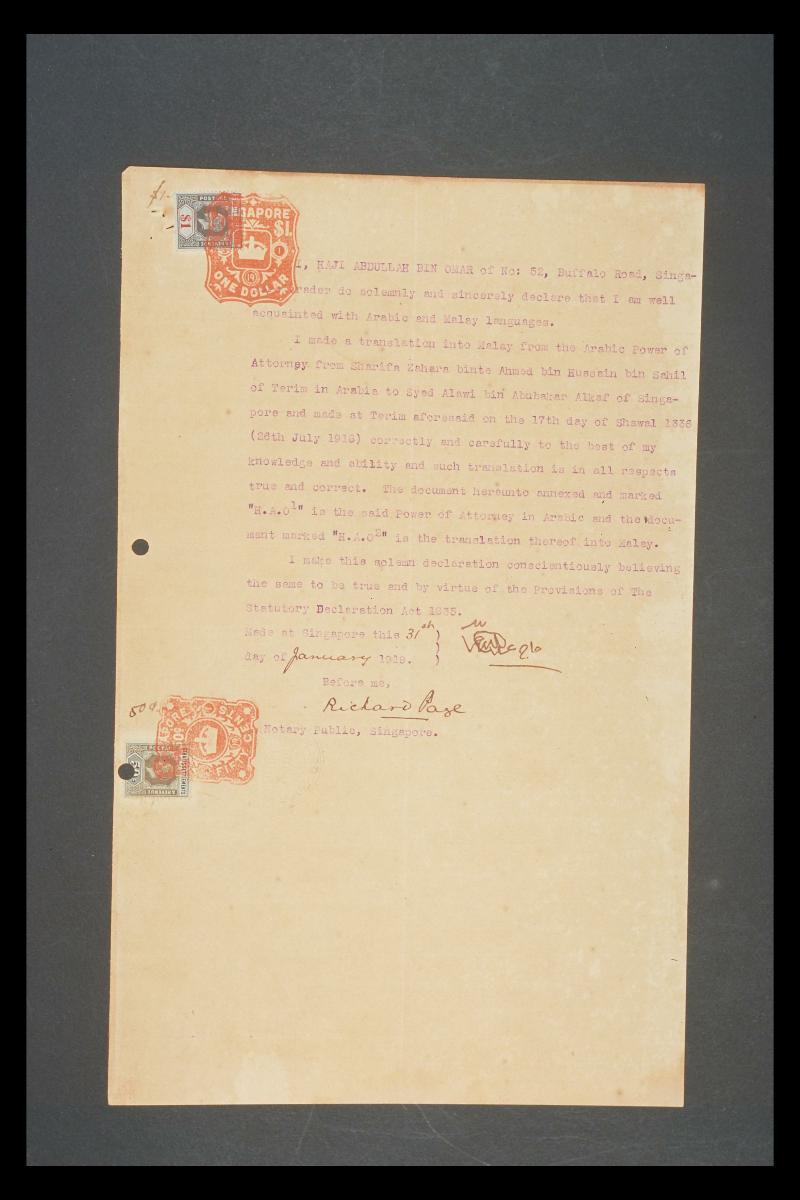 $1-
POSTAGE
$1
SINGAPORE
$1.
19
ONE DOLLAR
I, HAJI ABDULLAH BIN OMAR of No: 52, Buffalo Road, Singa-
rader do solemnly and sincerely declare that I am well
acquainted with Arabic and Malay languages.
I made a translation into Malay from the Arabic Power of
Attorney from Sharifa Zahara binte Ahmed bin Hussein bin Sahil
of Terim in Arabia to Syed Alawi bin Abubakar Alkaf of Singa-
pore and made at Terim aforesaid on the 17th day of Shawal 1336
(26th July 1918) correctly and carefully to the best of my
knowledge and ability and such translation is in all respects
true and correct. The document hereunto annexed and marked
"H.A.O1" is the said Power of Attorney in Arabic and the docu-
ment marked "H.A.O2" is the translation thereof into Malay.
I make this solemn declaration conscientiously believing
the same to be true and by virtue of the Provisions of The
Statutory Declaration Act 1835.
Made at Singapore this 31st )
day of January 1919. )
Before me,
Richard Page
Notary Public, Singapore.
50c